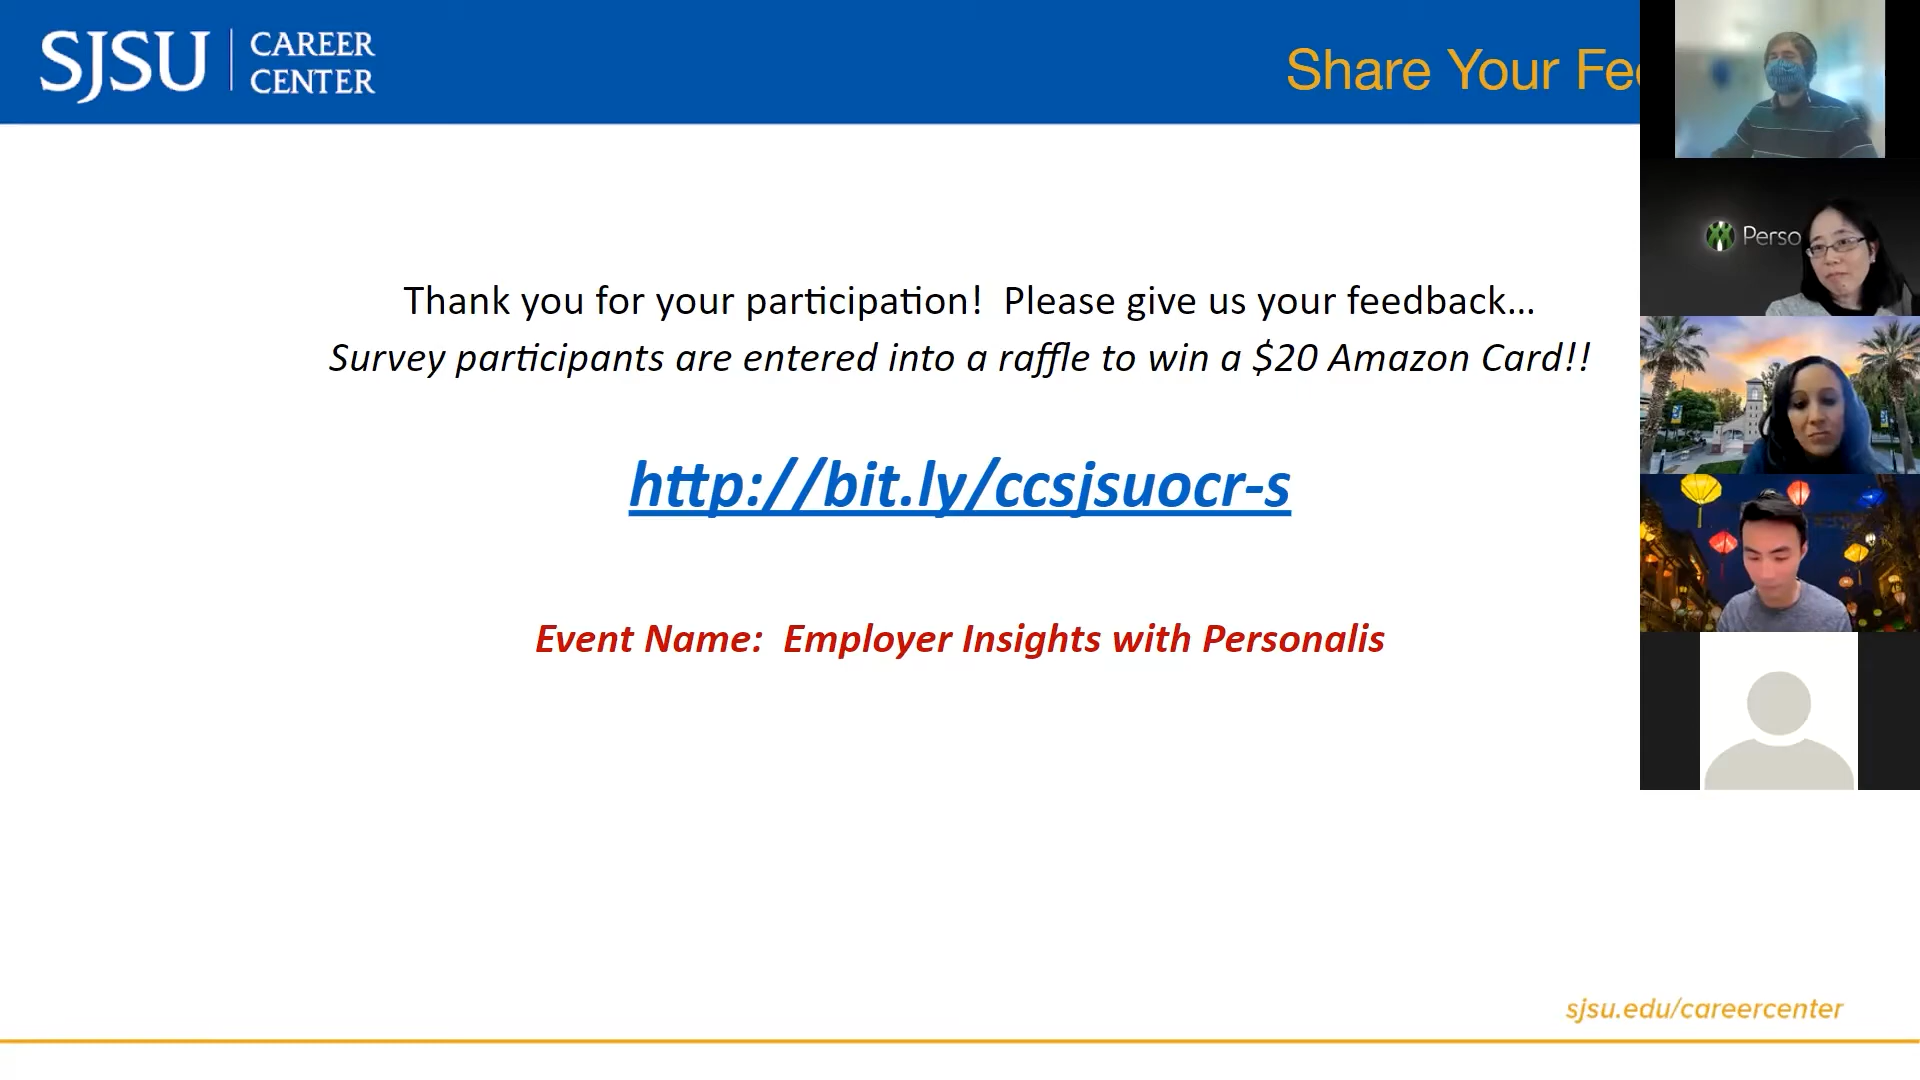 SJSU
CAREER
CENTER
Share Your Fee
Perso
Thank you for your participation!  Please give us your feedback...
Survey participants are entered into a raffle to win a $20 Amazon Card!!
http://bit.ly/ccsjsuocr-s
Event Name:  Employer Insights with Personalis
sjsu.edu/careercenter